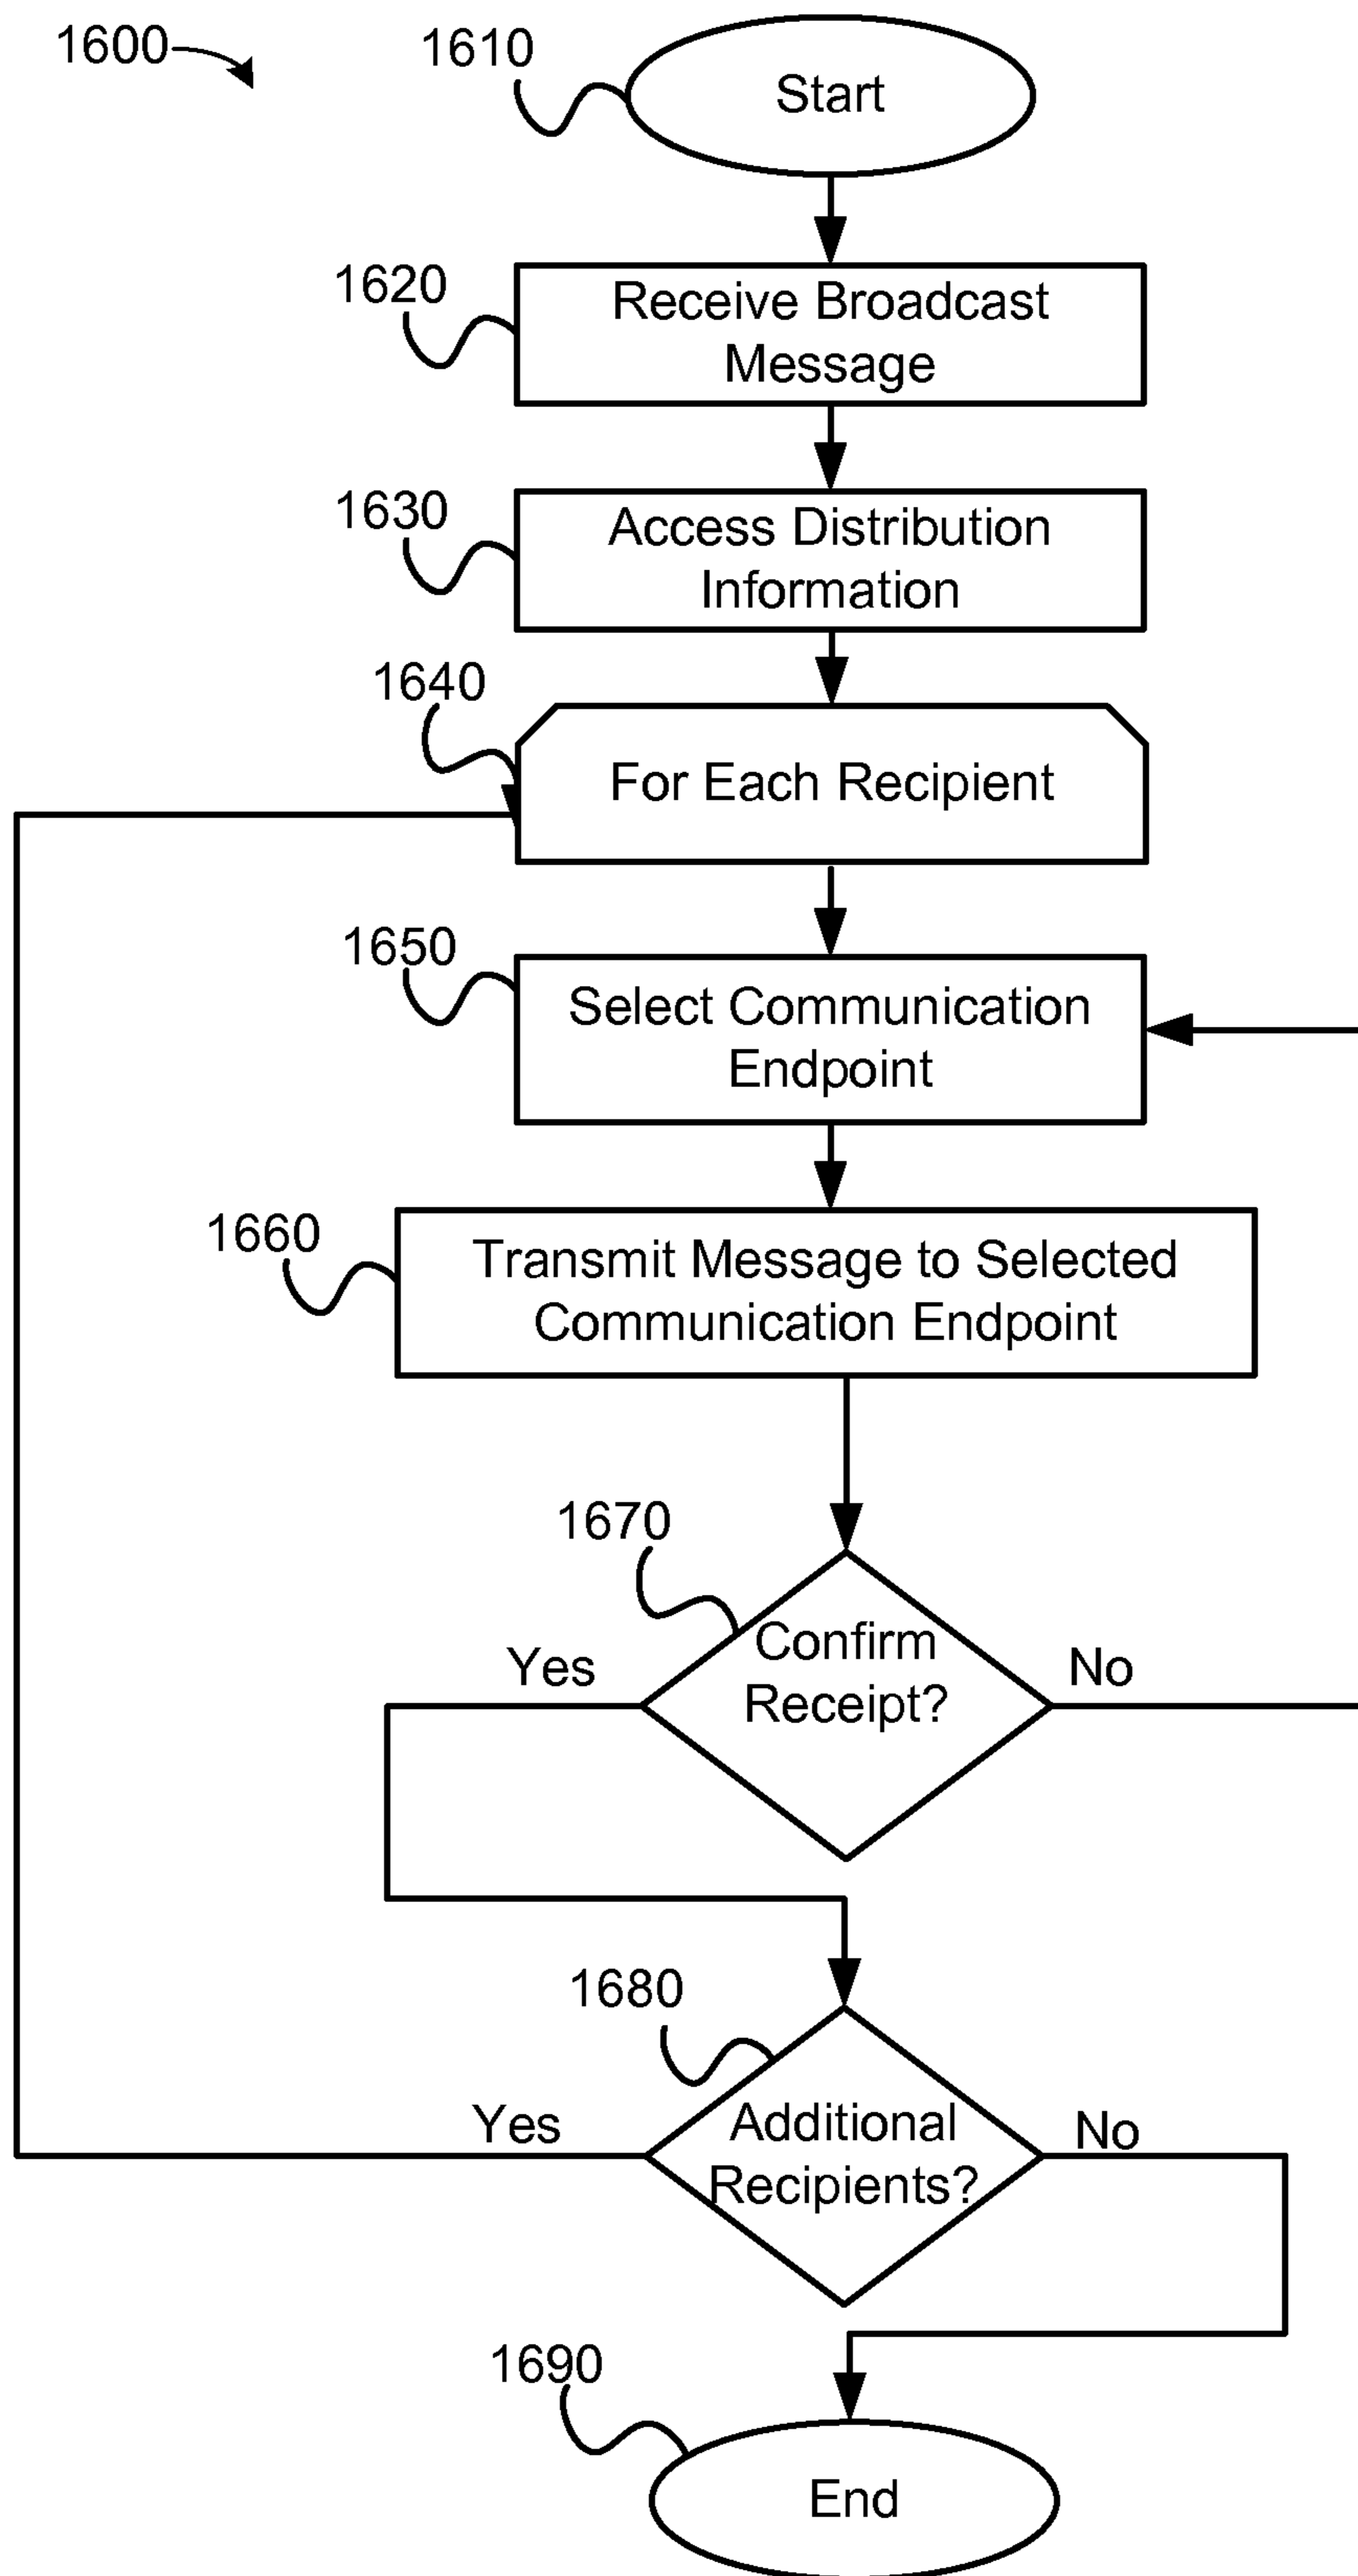 1600
1610
Start
1620
Receive Broadcast
Message
1630
Access Distribution
Information
1640
For Each Recipient
1650
Select Communication
Endpoint
1660
Transmit Message to Selected
Communication Endpoint
1670
Confirm
Receipt?
Yes
No
1680
Additional
Recipients?
Yes
No
1690
End